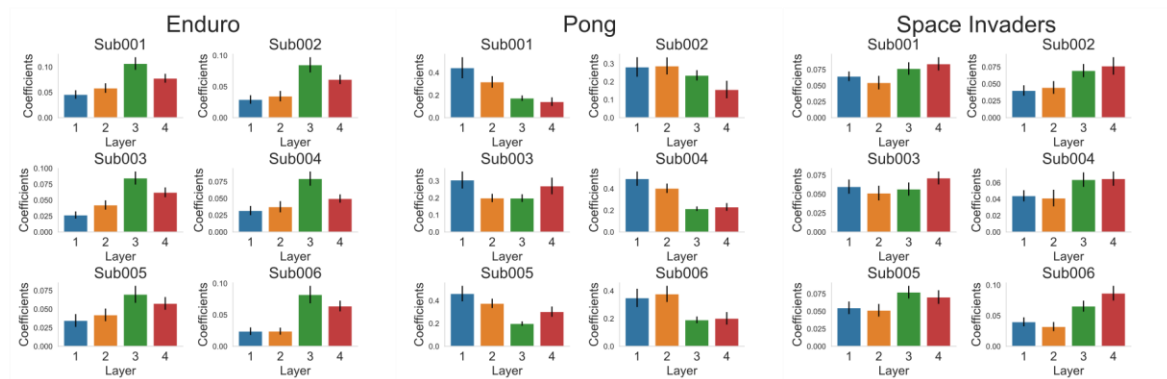 Enduro Pong Space Invaders
Sub001 Sub002 Sub001 Sub002 Sub001 Sub002
Coefficients 0.10 0.05 0.00 Coefficients 0.10 0.05 0.00 Coefficients 0.4 0.2 0.0 Coefficients 0.3 0.2 0.1 0.0 Coefficients 0.075 0.050 0.025 0.000 Coefficients 0.075 0.050 0.025 0.000
1 2 3 4 1 2 3 4 1 2 3 4 1 2 3 4 1 2 3 4 1 2 3 4
Layer Layer Layer Layer Layer Layer
Sub003 Sub004 Sub003 Sub004 Sub003 Sub004
Coefficients 0.100 0.075 0.050 0.025 0.000 Coefficients 0.075 0.050 0.025 0.000 Coefficients 0.3 0.2 0.1 0.0 Coefficients 0.4 0.2 0.0 Coefficients 0.075 0.050 0.025 0.000 Coefficients 0.06 0.04 0.02 0.00
1 2 3 4 1 2 3 4 1 2 3 4 1 2 3 4 1 2 3 4 1 2 3 4
Layer Layer Layer Layer Layer Layer
Sub005 Sub006 Sub005 Sub006 Sub005 Sub006
Coefficients 0.075 0.050 0.025 0.000 Coefficients 0.10 0.05 0.00 Coefficients 0.4 0.2 0.0 Coefficients 0.4 0.2 0.0 Coefficients 0.075 0.050 0.025 0.000 Coefficients 0.10 0.05 0.00
1 2 3 4 1 2 3 4 1 2 3 4 1 2 3 4 1 2 3 4 1 2 3 4
Layer Layer Layer Layer Layer Layer